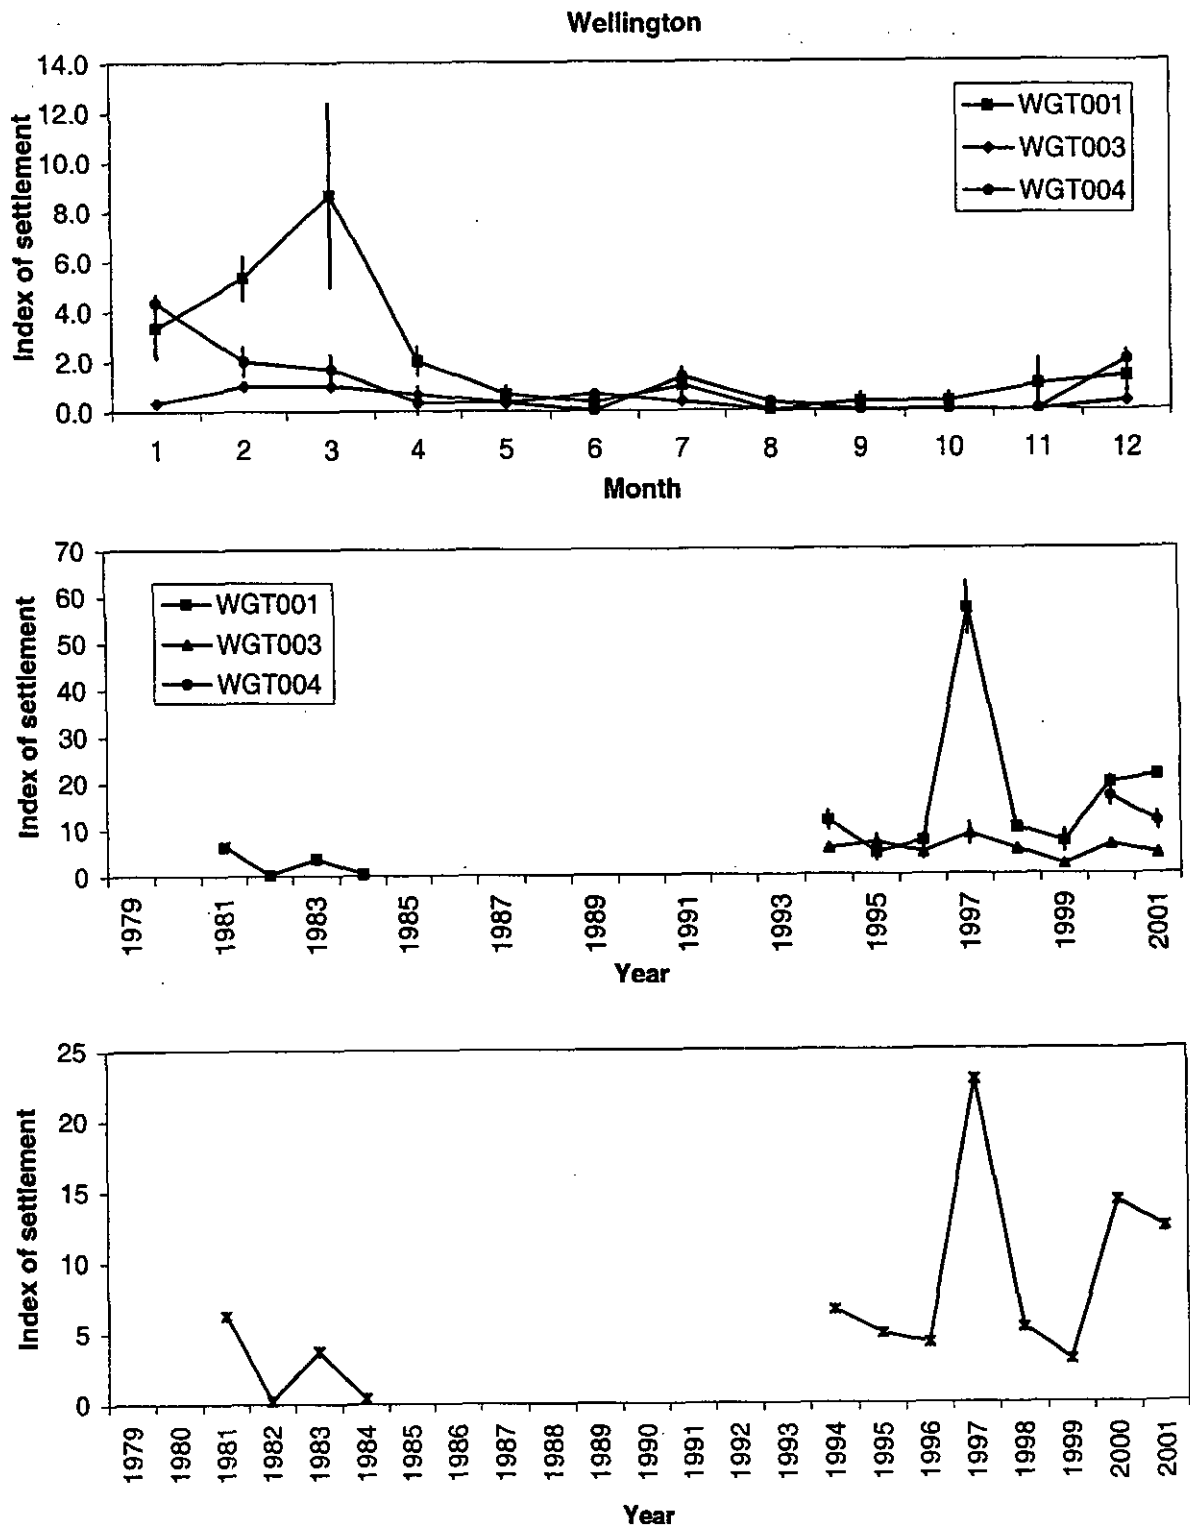 Wellington
14.0
12.0
10.0
8.0
6.0
4.0
2.0
0.0
Index of settlement
WGT001
WGT003
WGT004
1 2 3 4 5 6 7 8 9 10 11 12
Month
70
60
50
40
30
20
10
0
Index of settlement
WGT001
WGT003
WGT004
1979 1981 1983 1985 1987 1989 1991 1993 1995 1997 1999 2001
Year
25
20
15
10
5
0
Index of settlement
1979 1980 1981 1982 1983 1984 1985 1986 1987 1988 1989 1990 1991 1992 1993 1994 1995 1996 1997 1998 1999 2000 2001
Year